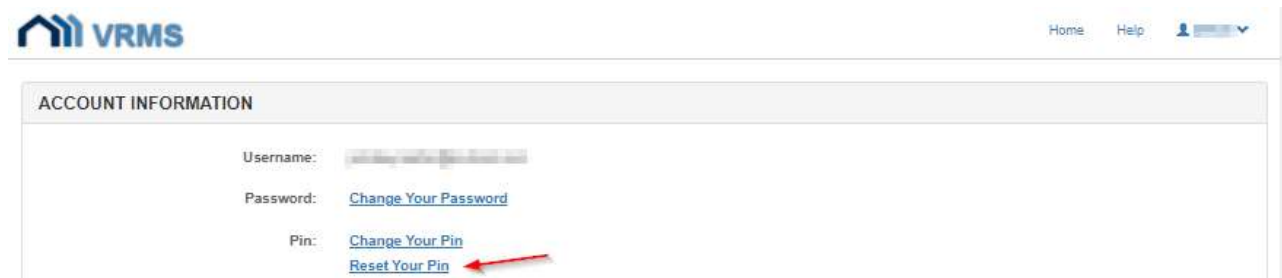 VRMS
Home Help
ACCOUNT INFORMATION
Username:
Password: Change Your Password
Pin: Change Your Pin
Reset Your Pin